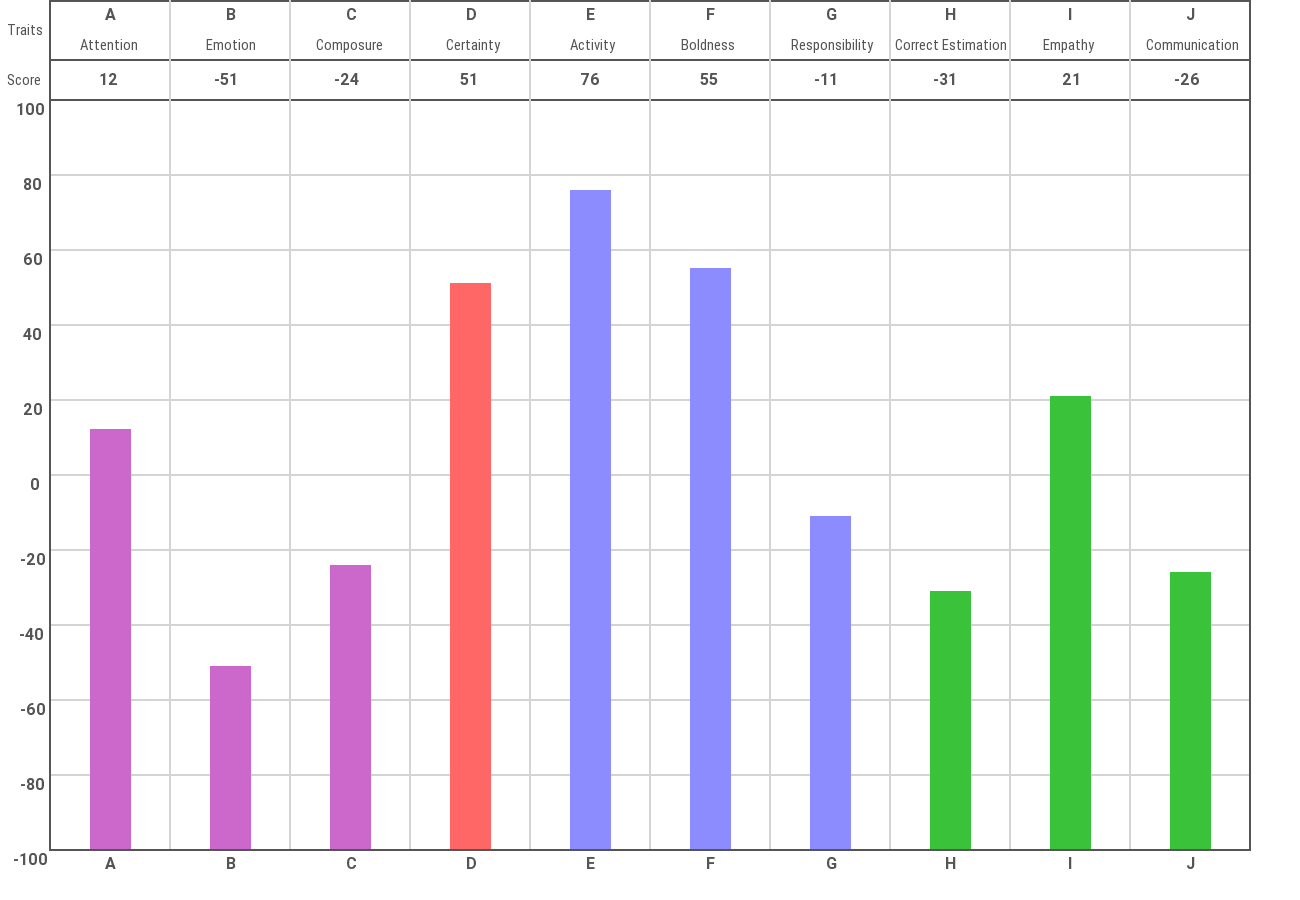 Traits
A B C D E F G H I J
Attention Emotion Composure Certainty Activity Boldness Responsibility Correct Estimation Empathy Communication
Score 12 -51 -24 51 76 55 -11 -31 21 -26
100
80
60
40
20
0
-20
-40
-60
-80
-100
A B C D E F G H I J